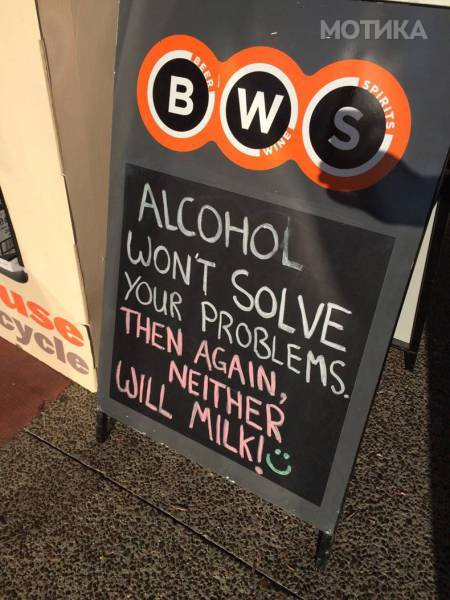 МОТИКА
BEER
B W S
WINE
SPIRITS
ALCOHOL
WON'T SOLVE
YOUR PROBLEMS.
THEN AGAIN,
NEITHER
WILL MILK!
use
cycle